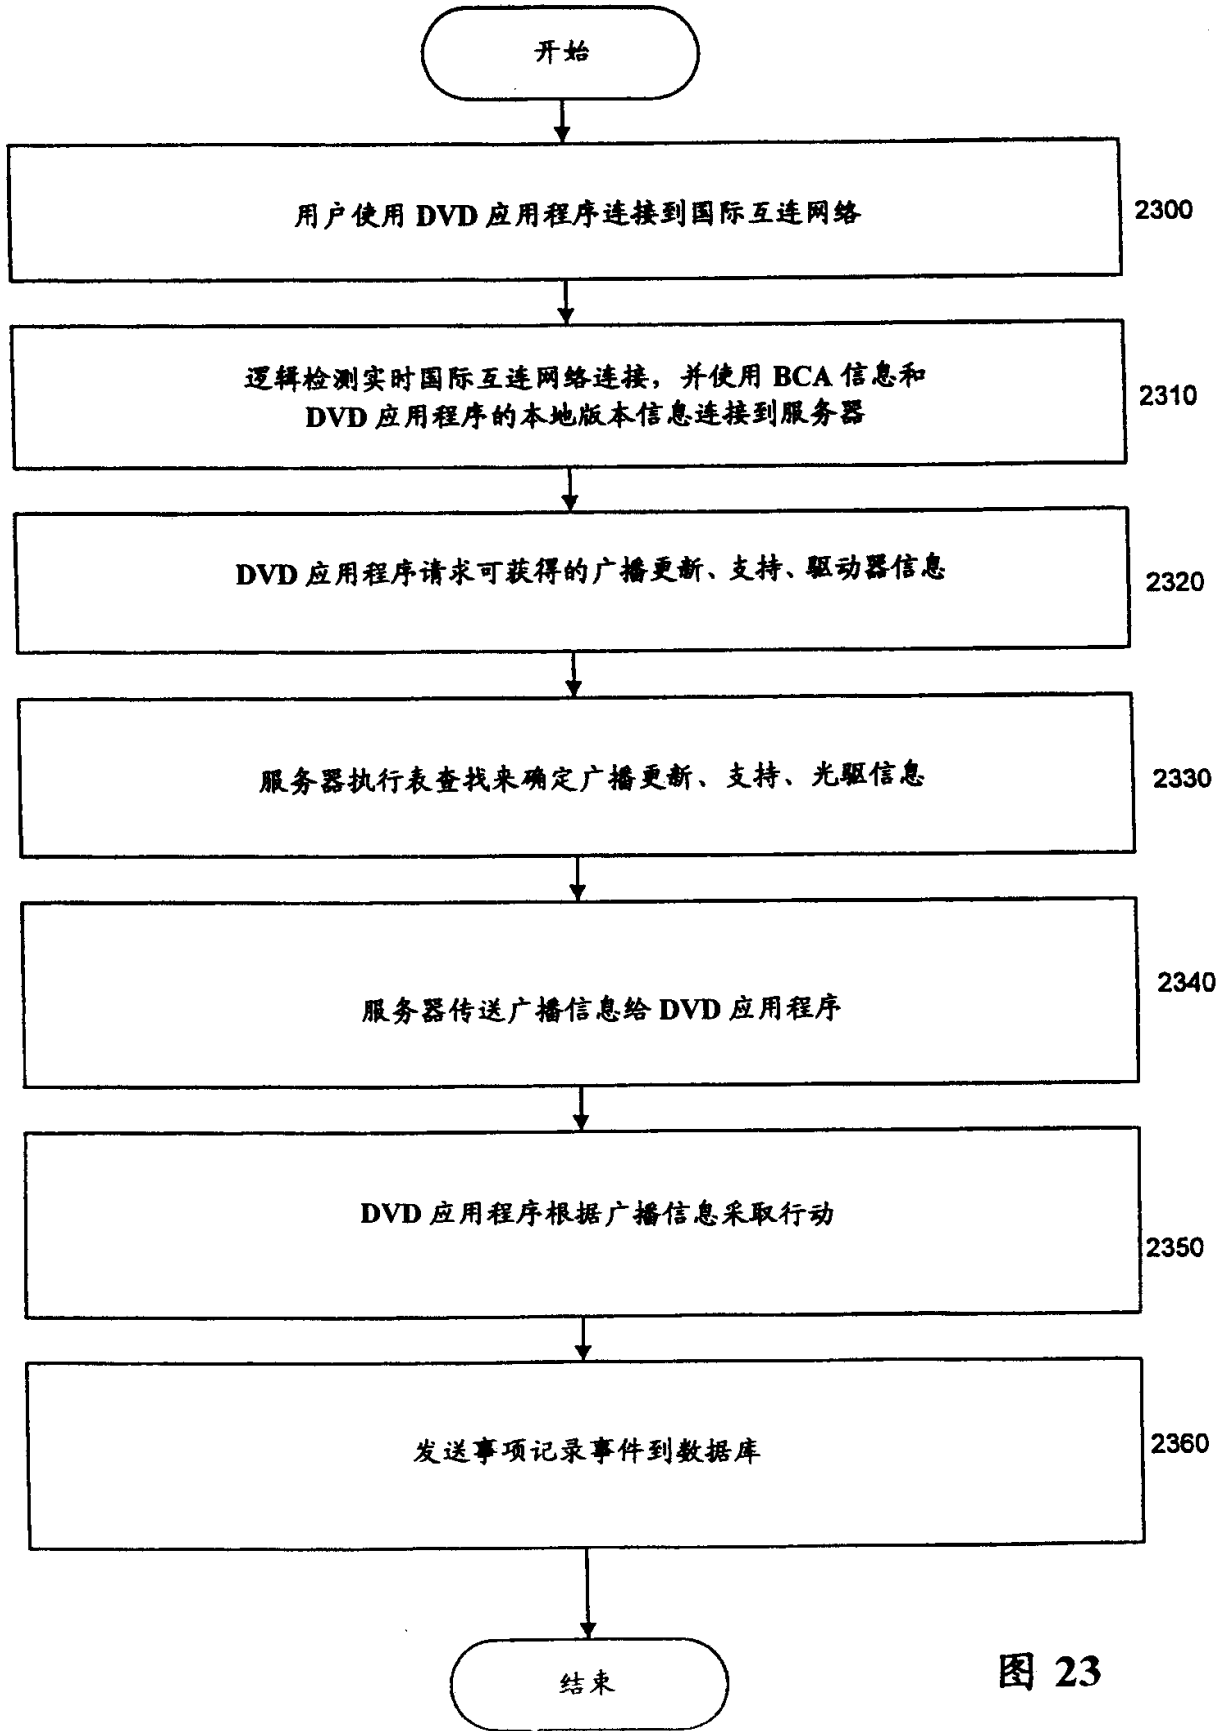 开始
用户使用 DVD 应用程序连接到国际互连网络
2300
逻辑检测实时国际互连网络连接，并使用 BCA 信息和
DVD 应用程序的本地版本信息连接到服务器
2310
DVD 应用程序请求可获得的广播更新、支持、驱动器信息
2320
服务器执行表查找来确定广播更新、支持、光驱信息
2330
服务器传送广播信息给 DVD 应用程序
2340
DVD 应用程序根据广播信息采取行动
2350
发送事项记录事件到数据库
2360
结束
图 23